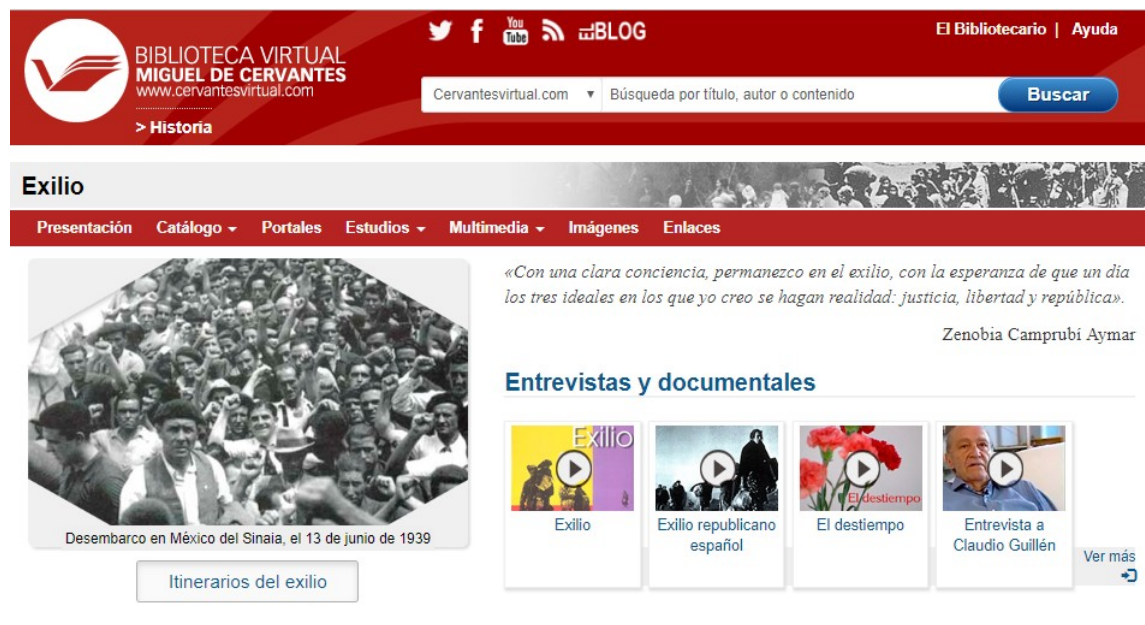 BIBLIOTECA VIRTUAL
MIGUEL DE CERVANTES
www.cervantesvirtual.com
> Historia
You Tube
BLOG
El Bibliotecario | Ayuda
Cervantesvirtual.com
Búsqueda por título, autor o contenido
Buscar
Exilio
Presentación Catálogo Portales Estudios Multimedia Imágenes Enlaces
Desembarco en México del Sinaia, el 13 de junio de 1939
Itinerarios del exilio
«Con una clara conciencia, permanezco en el exilio, con la esperanza de que un día
los tres ideales en los que yo creo se hagan realidad: justicia, libertad y república».
Zenobia Camprubí Aymar
Entrevistas y documentales
Exilio
Exilio
Exilio republicano
español
El destiempo
El destiempo
Entrevista a
Claudio Guillén
Ver más